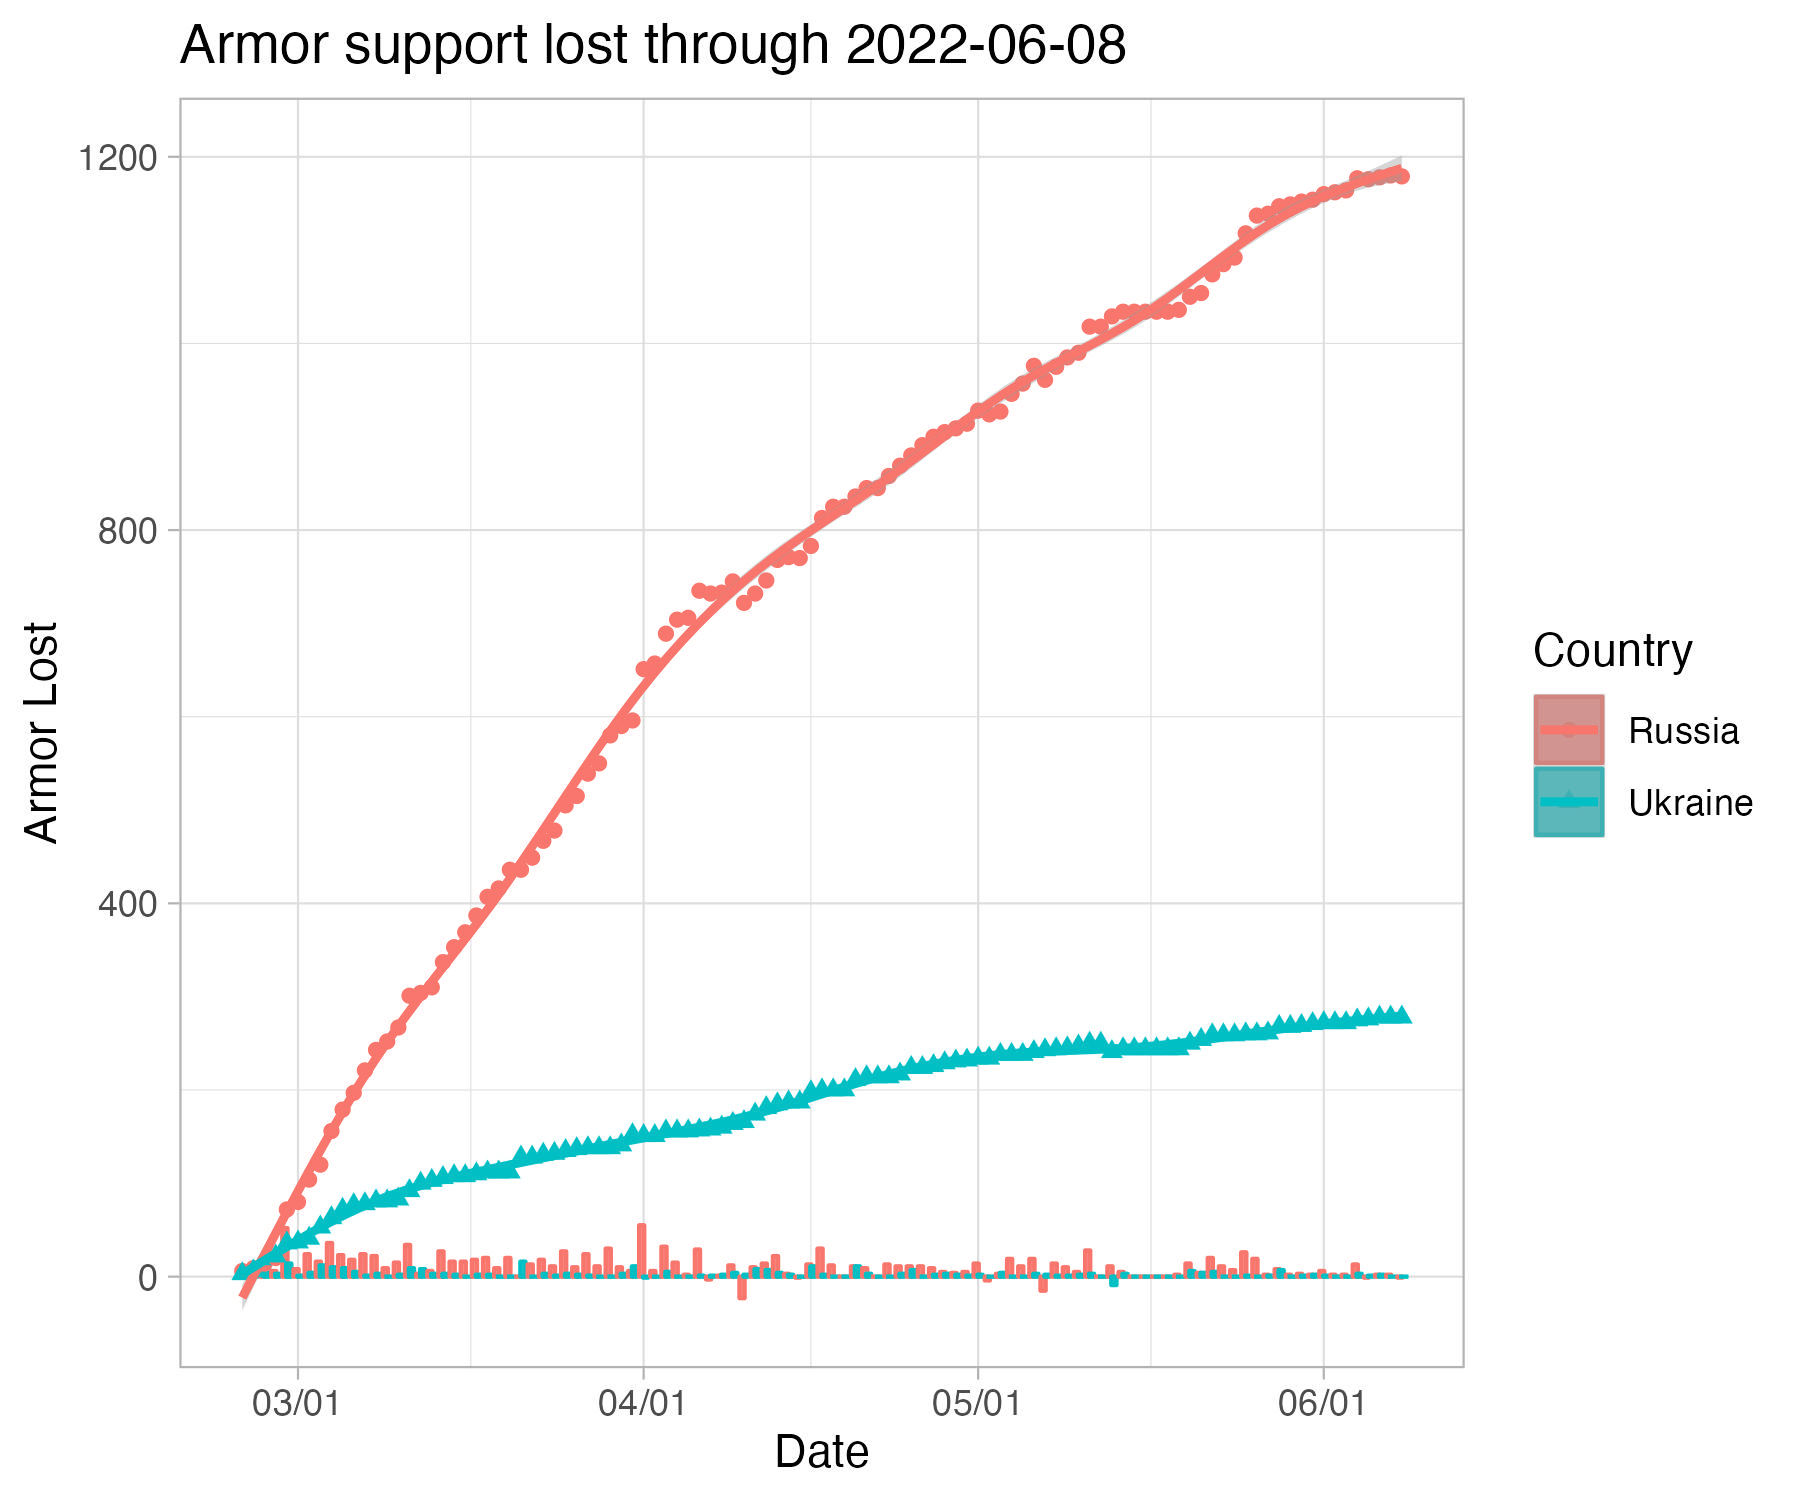 Armor support lost through 2022-06-08
1200
800
400
0
Armor Lost
03/01
04/01
05/01
06/01
Date
Country
Russia
Ukraine